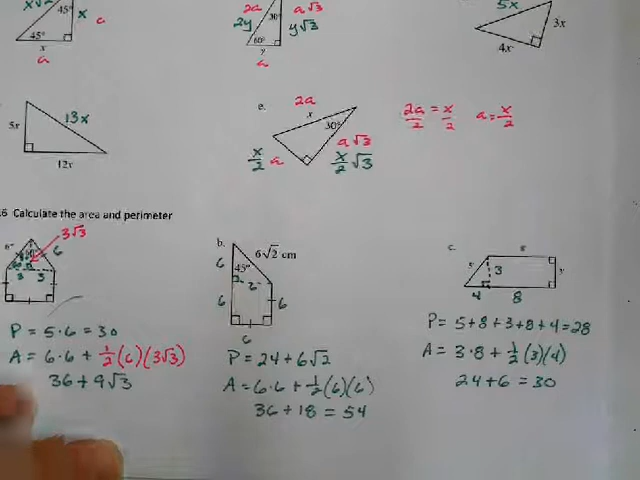 x√2 45° x a
45°
x
a
2a a√3
2y 30° y√3
60°
y
a
5x
3x
4x
5x 13x
12x
e. 2a
x
30°
a√3
x/2 a x/2 √3
2a/2 = x/2 a = x/2
.6 Calculate the area and perimeter
3√3
6" 6
3 3
P = 5·6 = 30
A = 6·6 + 1/2(6)(3√3)
36 + 9√3
b.
6√2 cm
6
45°
6 6
6
P = 24 + 6√2
A = 6·6 + 1/2(6)(6)
36 + 18 = 54
c. 8
5 3
4 8
P = 5+8+3+8+4=28
A = 3·8 + 1/2(3)(4)
24 + 6 = 30